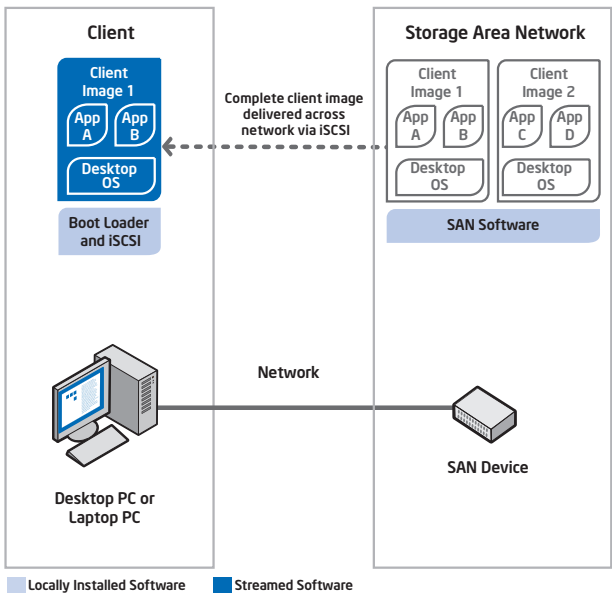 Client
Client
Image 1
App
A
App
B
Desktop
OS
Boot Loader
and iSCSI
Complete client image
delivered across
network via iSCSI
Storage Area Network
Client
Image 1
App
A
App
B
Desktop
OS
Client
Image 2
App
C
App
D
Desktop
OS
SAN Software
Network
Desktop PC or
Laptop PC
SAN Device
Locally Installed Software
Streamed Software